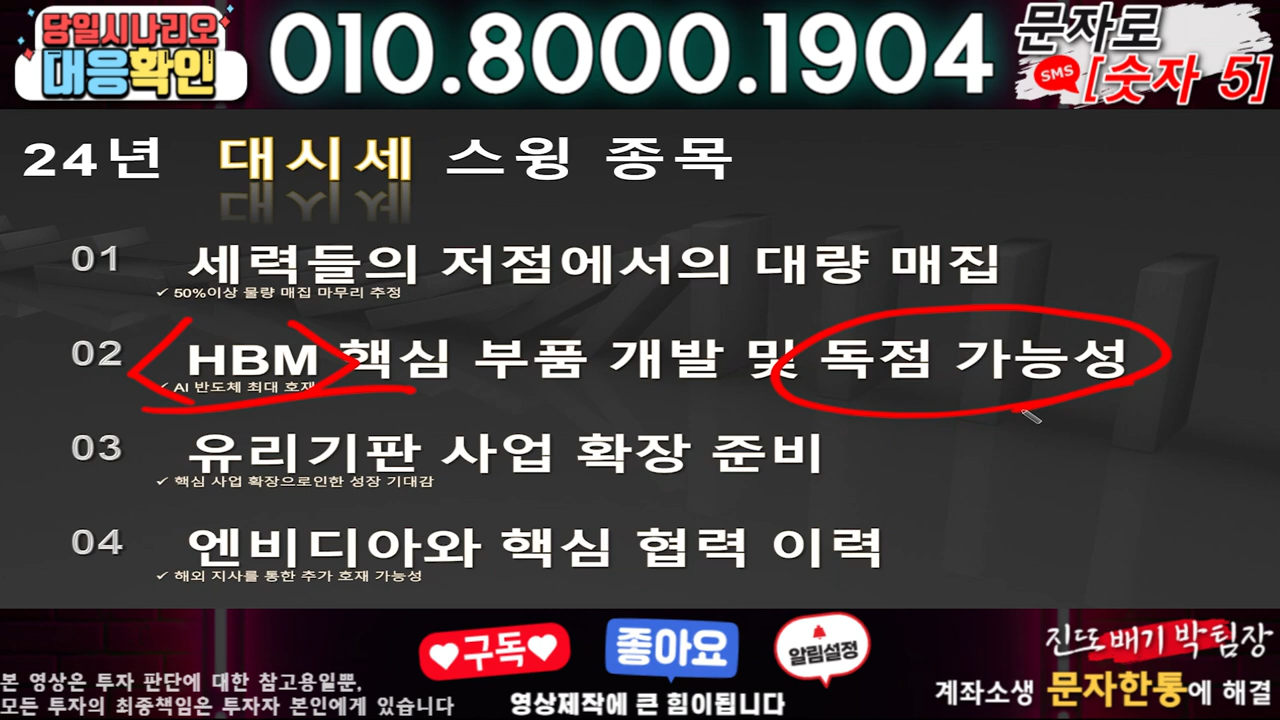 당일시나리오
대응확인
010.8000.1904
문자로
SMS
[숫자 5]
24년 대시세 스윙 종목
01 세력들의 저점에서의 대량 매집
✓ 50%이상 물량 매집 마무리 추정
02 HBM 핵심 부품 개발 및 독점 가능성
✓ AI 반도체 최대 호재
03 유리기판 사업 확장 준비
✓ 핵심 사업 확장으로인한 성장 기대감
04 엔비디아와 핵심 협력 이력
✓ 해외 지사를 통한 추가 호재 가능성
구독
좋아요
알림설정
영상제작에 큰 힘이됩니다
본 영상은 투자 판단에 대한 참고용일뿐,
모든 투자의 최종책임은 투자자 본인에게 있습니다
진또배기 박팀장
계좌소생 문자한통에 해결